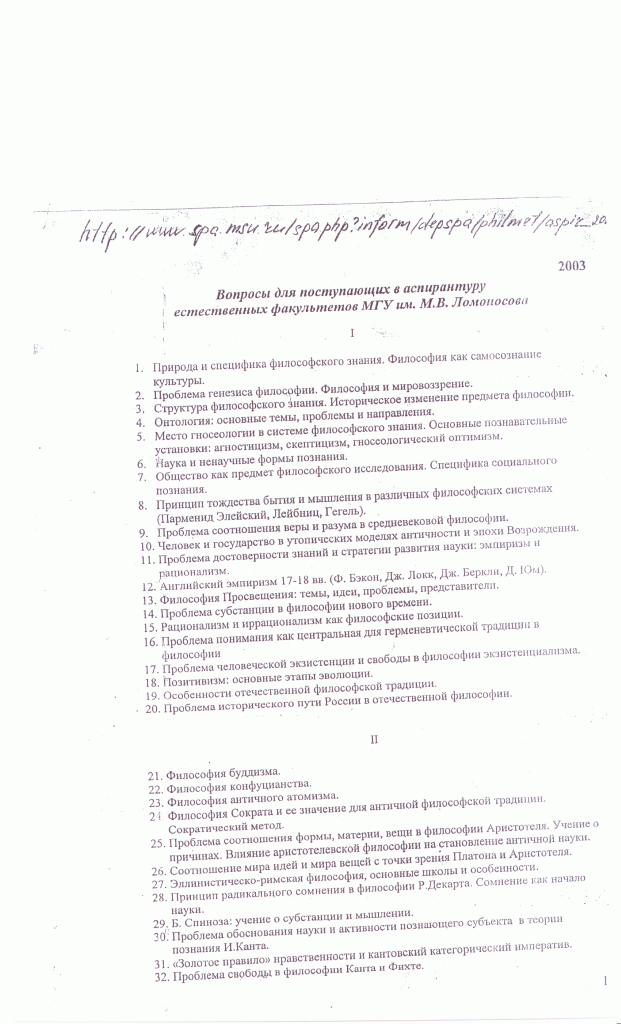 http://www.spa.msu.ru/spa.php?inform/depspa/philmet/aspir_20
2003
Вопросы для поступающих в аспирантуру
естественных факультетов МГУ им. М.В. Ломоносова
I
1. Природа и специфика философского знания. Философия как самосознание
культуры.
2. Проблема генезиса философии. Философия и мировоззрение.
3. Структура философского знания. Историческое изменение предмета философии.
4. Онтология: основные темы, проблемы и направления.
5. Место гносеологии в системе философского знания. Основные познавательные
установки: агностицизм, скептицизм, гносеологический оптимизм.
6. Наука и ненаучные формы познания.
7. Общество как предмет философского исследования. Специфика социального
познания.
8. Принцип тождества бытия и мышления в различных философских системах
(Парменид Элейский, Лейбниц, Гегель).
9. Проблема соотношения веры и разума в средневековой философии.
10. Человек и государство в утопических моделях античности и эпохи Возрождения.
11. Проблема достоверности знаний и стратегии развития науки: эмпиризм и
рационализм.
12. Английский эмпиризм 17-18 вв. (Ф. Бэкон, Дж. Локк, Дж. Беркли, Д. Юм).
13. Философия Просвещения: темы, идеи, проблемы, представители.
14. Проблема субстанции в философии нового времени.
15. Рационализм и иррационализм как философские позиции.
16. Проблема понимания как центральная для герменевтической традиции в
философии
17. Проблема человеческой экзистенции и свободы в философии экзистенциализма.
18. Позитивизм: основные этапы эволюции.
19. Особенности отечественной философской традиции.
20. Проблема исторического пути России в отечественной философии.
II
21. Философия буддизма.
22. Философия конфуцианства.
23. Философия античного атомизма.
24 Философия Сократа и ее значение для античной философской традиции.
Сократический метод.
25. Проблема соотношения формы, материи, вещи в философии Аристотеля. Учение о
причинах. Влияние аристотелевской философии на становление античной науки.
26. Соотношение мира идей и мира вещей с точки зрения Платона и Аристотеля.
27. Эллинистическо-римская философия, основные школы и особенности.
28. Принцип радикального сомнения в философии Р.Декарта. Сомнение как начало
науки.
29. Б. Спиноза: учение о субстанции и мышлении.
30. Проблема обоснования науки и активности познающего субъекта в теории
познания И.Канта.
31. «Золотое правило» нравственности и кантовский категорический императив.
32. Проблема свободы в философии Канта и Фихте.
1